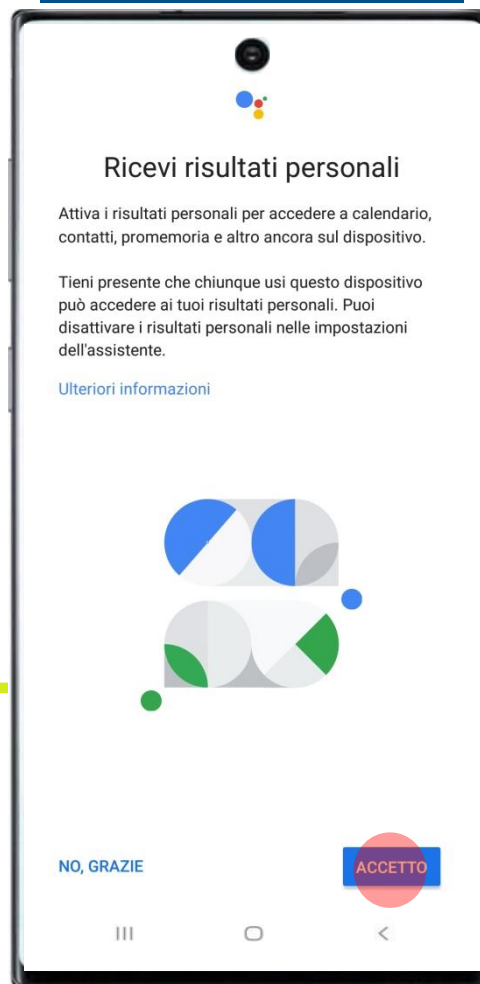 Ricevi risultati personali
Attiva i risultati personali per accedere a calendario,
contatti, promemoria e altro ancora sul dispositivo.
Tieni presente che chiunque usi questo dispositivo
può accedere ai tuoi risultati personali. Puoi
disattivare i risultati personali nelle impostazioni
dell'assistente.
Ulteriori informazioni
NO, GRAZIE
ACCETTO